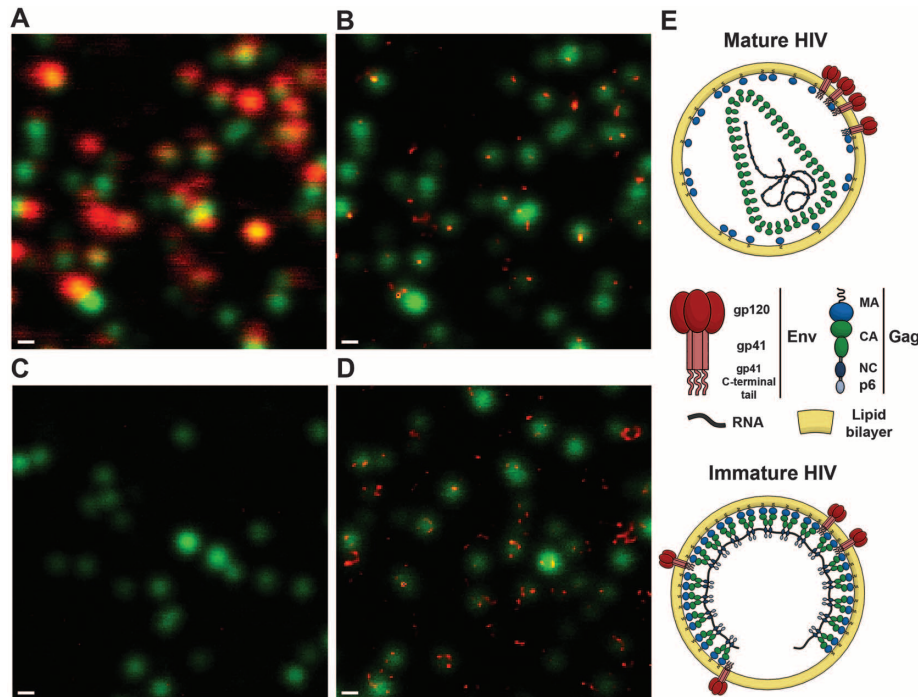 A
B
E
Mature HIV
gp120
gp41
gp41
C-terminal
tail
Env
MA
CA
NC
p6
Gag
RNA
Lipid
bilayer
C
D
Immature HIV